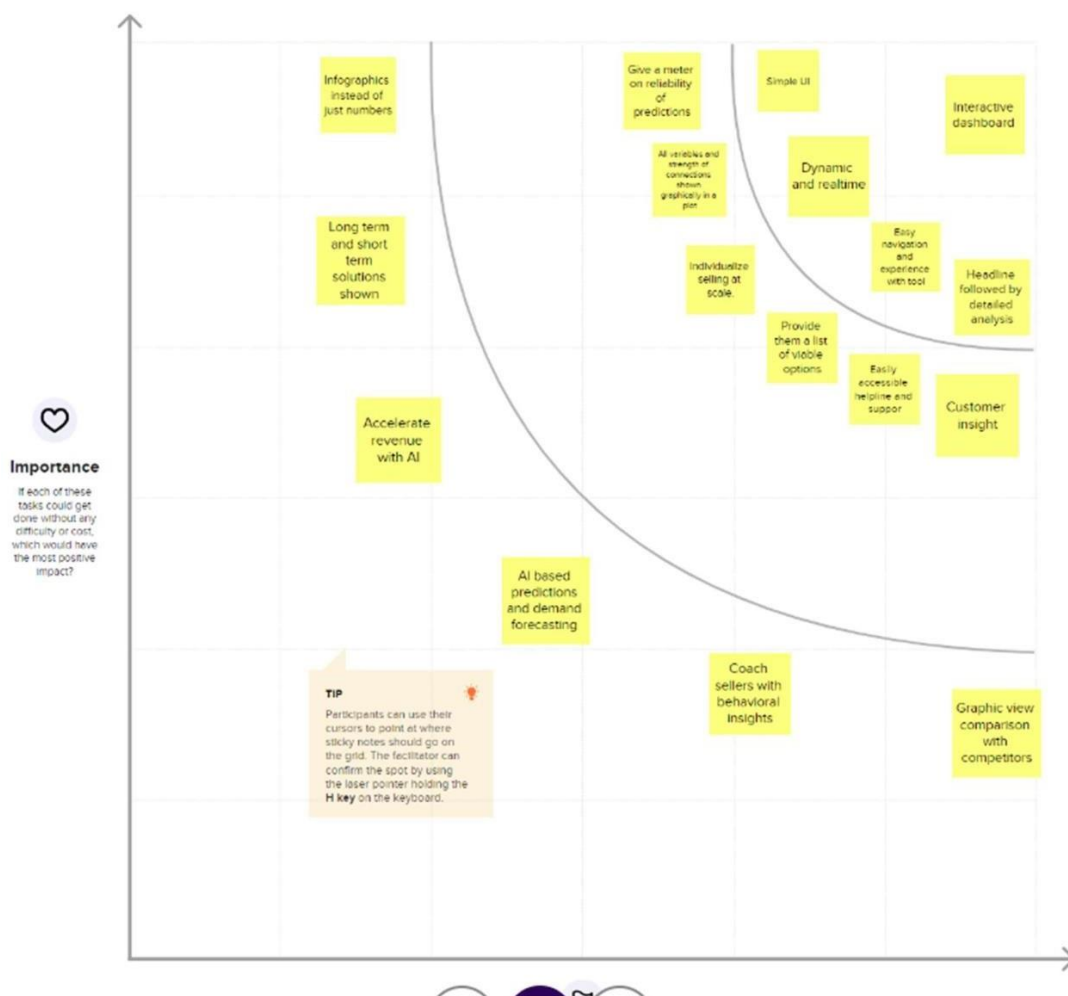 Infographics
instead of
just numbers
Give a meter
on reliability
of
predictions
Simple UI
Interactive
dashboard
All variables and
strength of
connections
shown
graphically in a
plot
Dynamic
and realtime
Long term
and short
term
solutions
shown
Easy
navigation
and
experience
with tool
Individualize
selling at
scale.
Headline
followed by
detailed
analysis
Provide
them a list
of viable
options
Easily
accessible
helpline and
suppor
Customer
insight
Accelerate
revenue
with AI
Importance
If each of these
tasks could get
done without any
difficulty or cost,
which would have
the most positive
impact?
AI based
predictions
and demand
forecasting
Coach
sellers with
behavioral
insights
Graphic view
comparison
with
competitors
TIP
Participants can use their
cursors to point at where
sticky notes should go on
the grid. The facilitator can
confirm the spot by using
the laser pointer holding the
H key on the keyboard.